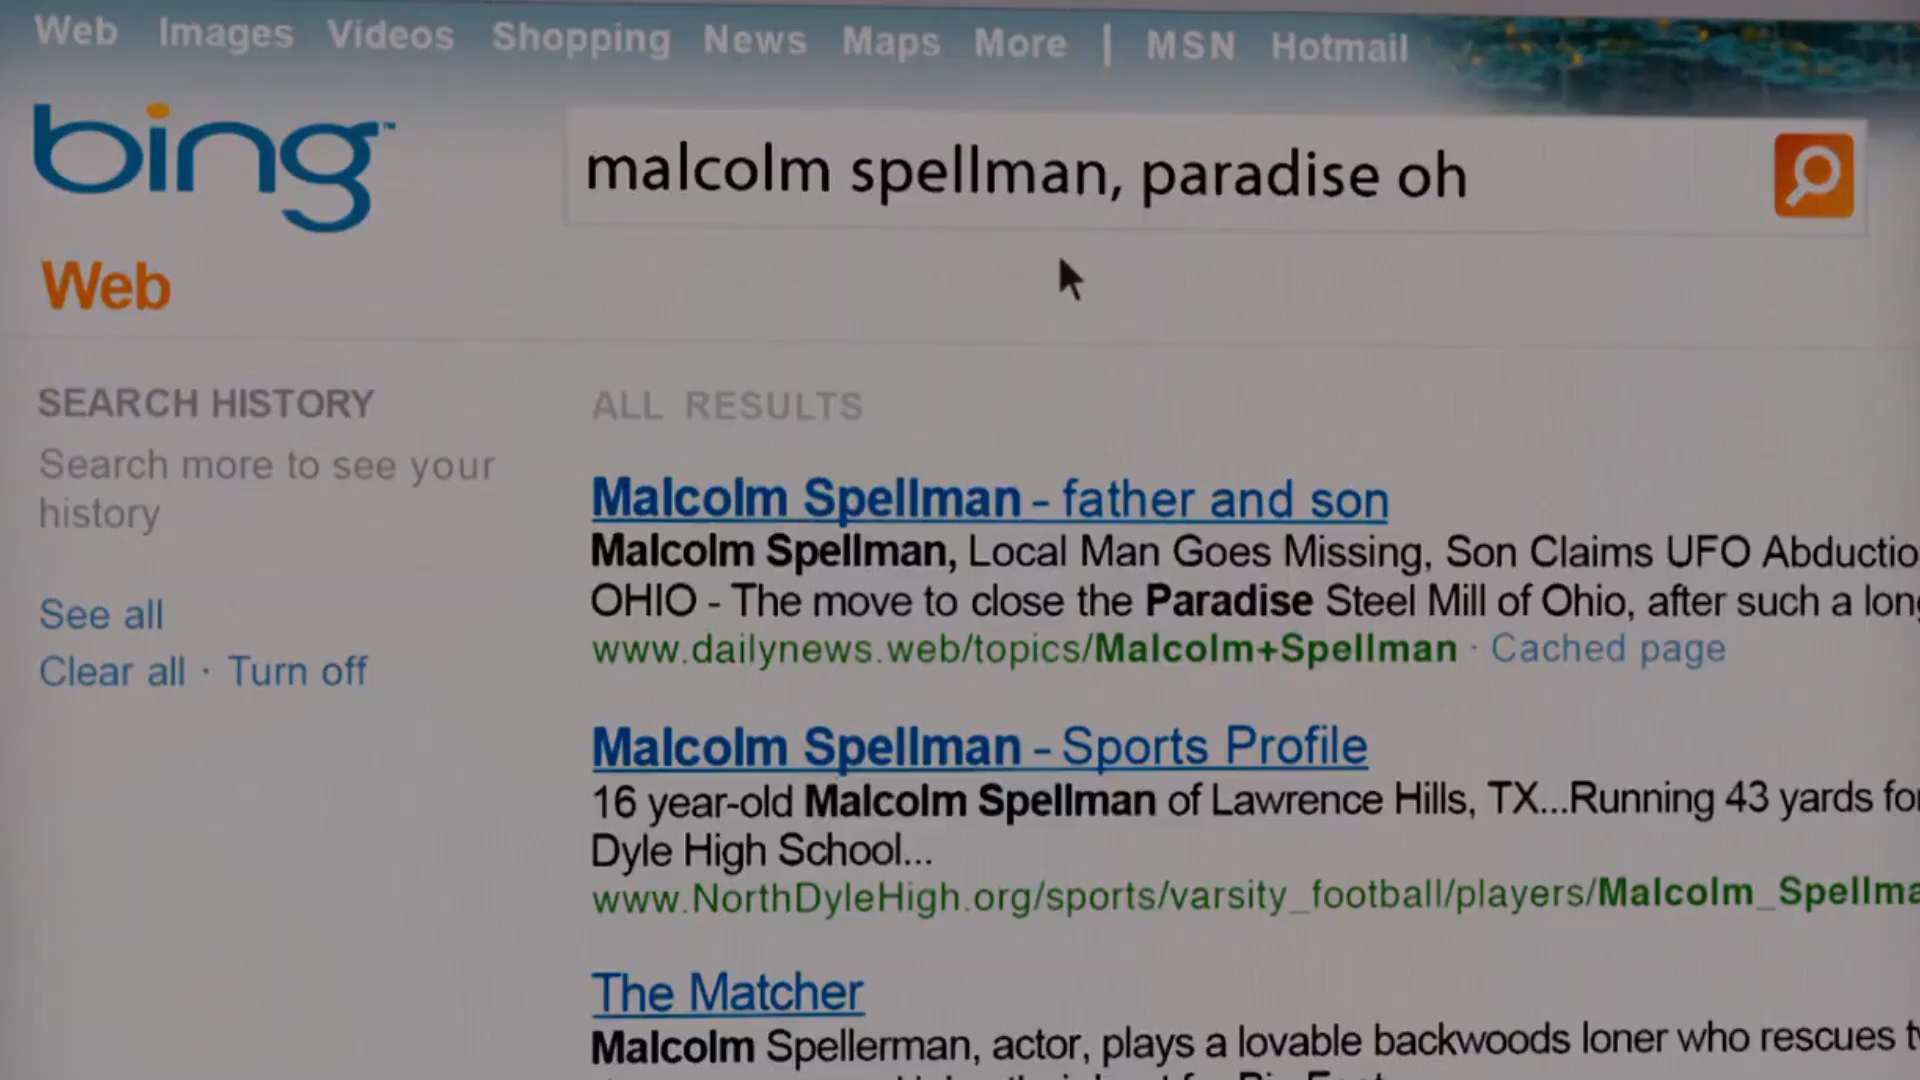 Web Images Videos Shopping News Maps More | MSN Hotmail
bing™
malcolm spellman, paradise oh
Web
SEARCH HISTORY
Search more to see your
history
See all
Clear all · Turn off
ALL RESULTS
Malcolm Spellman - father and son
Malcolm Spellman, Local Man Goes Missing, Son Claims UFO Abductio
OHIO - The move to close the Paradise Steel Mill of Ohio, after such a long
www.dailynews.web/topics/Malcolm+Spellman · Cached page
Malcolm Spellman - Sports Profile
16 year-old Malcolm Spellman of Lawrence Hills, TX...Running 43 yards for
Dyle High School...
www.NorthDyleHigh.org/sports/varsity_football/players/Malcolm_Spellma
The Matcher
Malcolm Spellerman, actor, plays a lovable backwoods loner who rescues